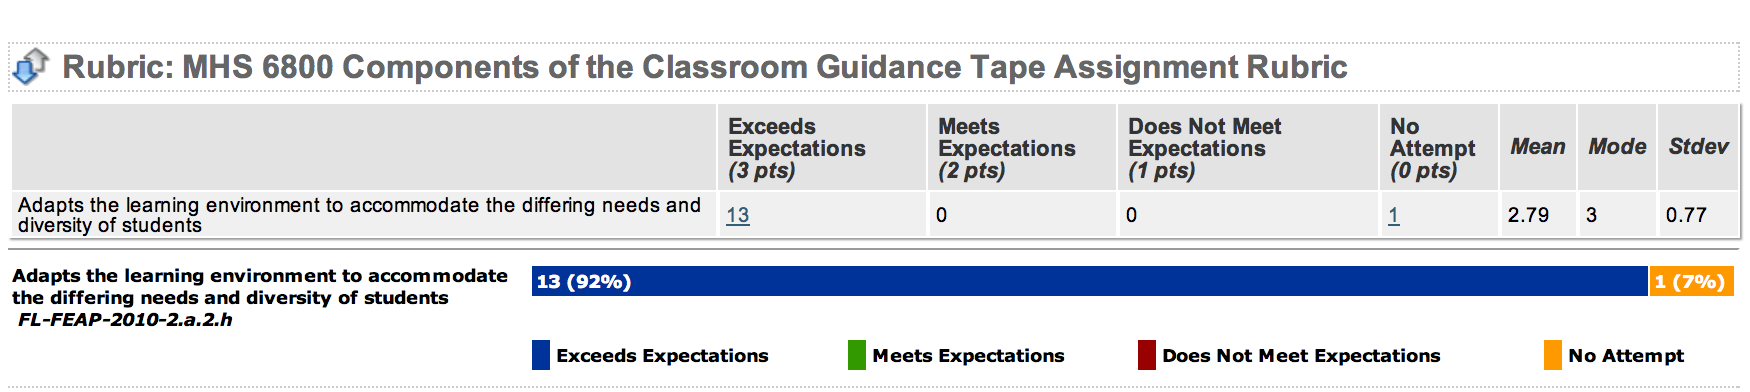 Rubric: MHS 6800 Components of the Classroom Guidance Tape Assignment Rubric
Exceeds Expectations (3 pts) Meets Expectations (2 pts) Does Not Meet Expectations (1 pts) No Attempt (0 pts) Mean Mode Stdev
Adapts the learning environment to accommodate the differing needs and
diversity of students
13 0 0 1 2.79 3 0.77
Adapts the learning environment to accommodate
the differing needs and diversity of students
FL-FEAP-2010-2.a.2.h
13 (92%) 1 (7%)
Exceeds Expectations Meets Expectations Does Not Meet Expectations No Attempt